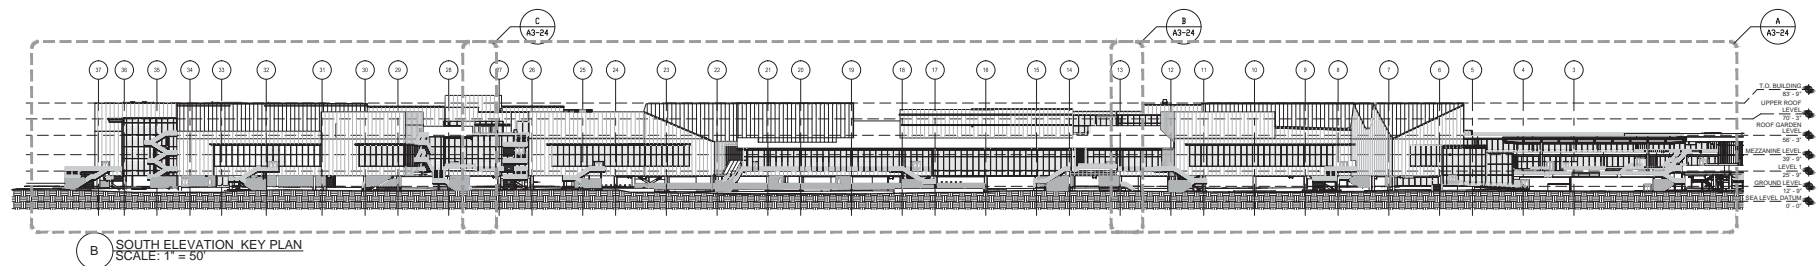 C
A3-24
B
A3-24
A
A3-24
37 36 35 34 33 32 31 30 29 28 27 26 25 24 23 22 21 20 19 18 17 16 15 14 13 12 11 10 9 8 7 6 5 4 3
T.O. BUILDING
83' - 9"
UPPER ROOF
LEVEL
70' - 3"
ROOF GARDEN
LEVEL
56' - 3"
MEZZANINE LEVEL
39' - 9"
LEVEL 1
25' - 9"
GROUND LEVEL
12' - 9"
SEA LEVEL DATUM
0' - 0"
B
SOUTH ELEVATION KEY PLAN
SCALE: 1" = 50'